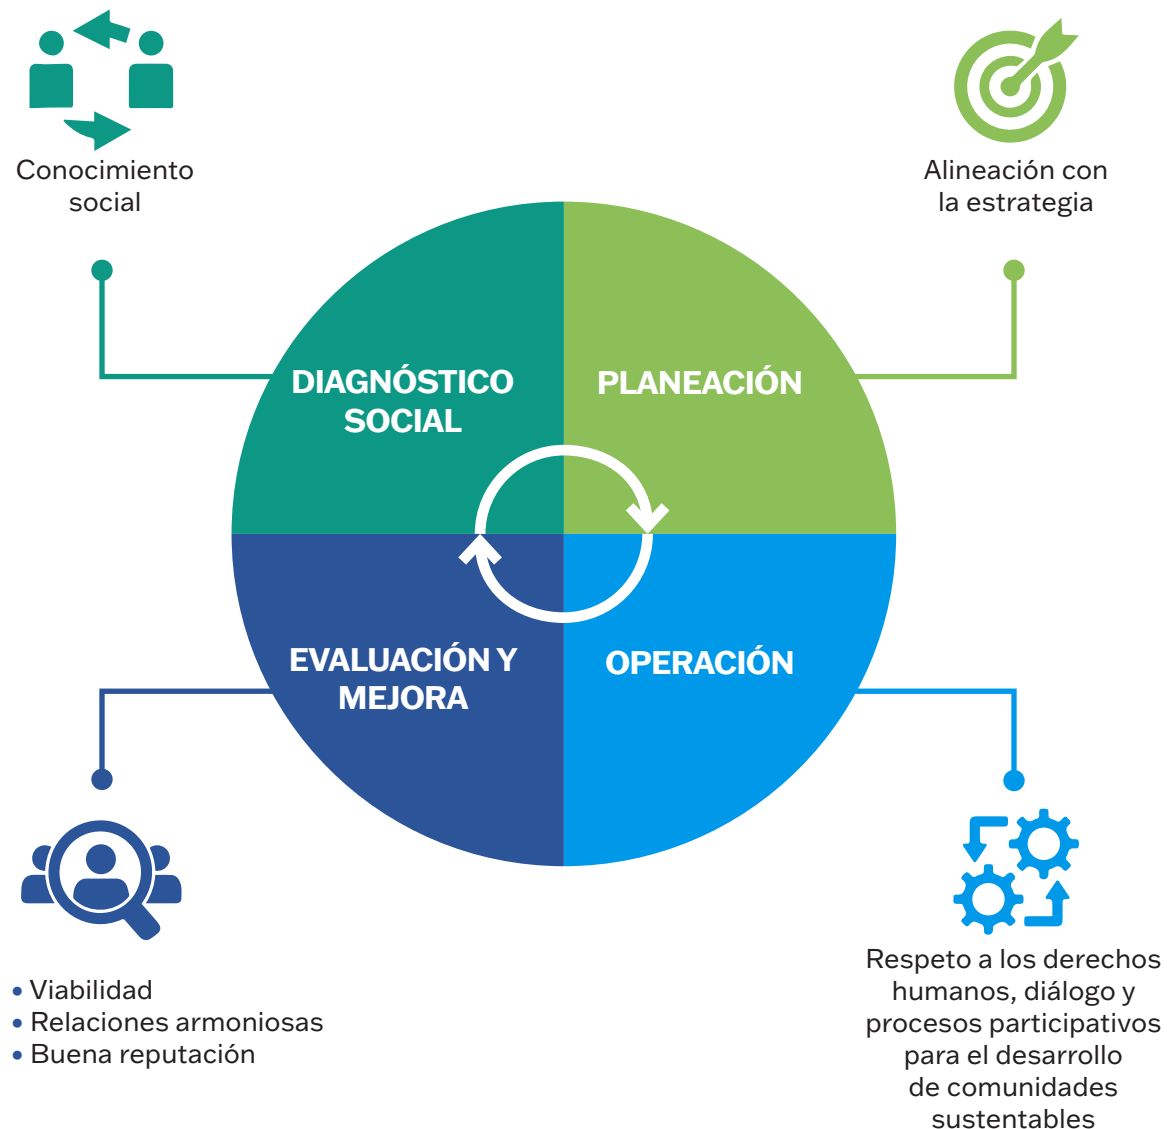 Conocimiento
social
Alineación con
la estrategia
DIAGNÓSTICO
SOCIAL
PLANEACIÓN
EVALUACIÓN Y
MEJORA
OPERACIÓN
• Viabilidad
• Relaciones armoniosas
• Buena reputación
Respeto a los derechos
humanos, diálogo y
procesos participativos
para el desarrollo
de comunidades
sustentables